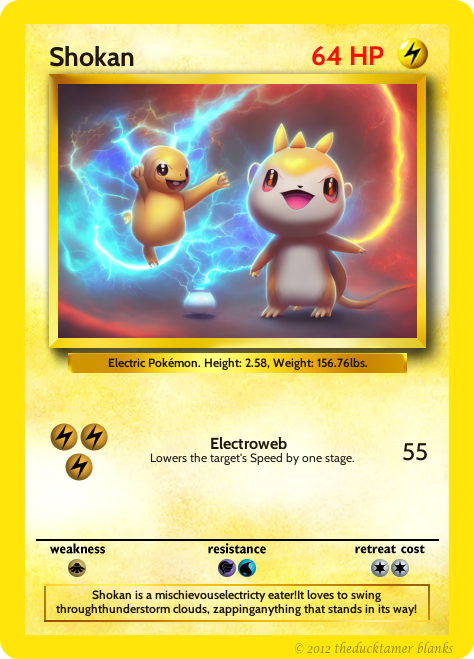 Shokan 64 HP
Electric Pokémon. Height: 2.58, Weight: 156.76lbs.
Electroweb
Lowers the target's Speed by one stage.
55
weakness resistance retreat cost
Shokan is a mischievouselectricty eater!It loves to swing
throughthunderstorm clouds, zappinganything that stands in its way!
© 2012 theducktamer blanks